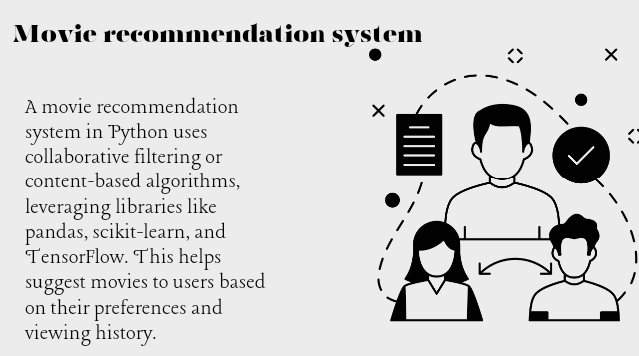 Movie recommendation system
A movie recommendation
system in Python uses
collaborative filtering or
content-based algorithms,
leveraging libraries like
pandas, scikit-learn, and
TensorFlow. This helps
suggest movies to users based
on their preferences and
viewing history.